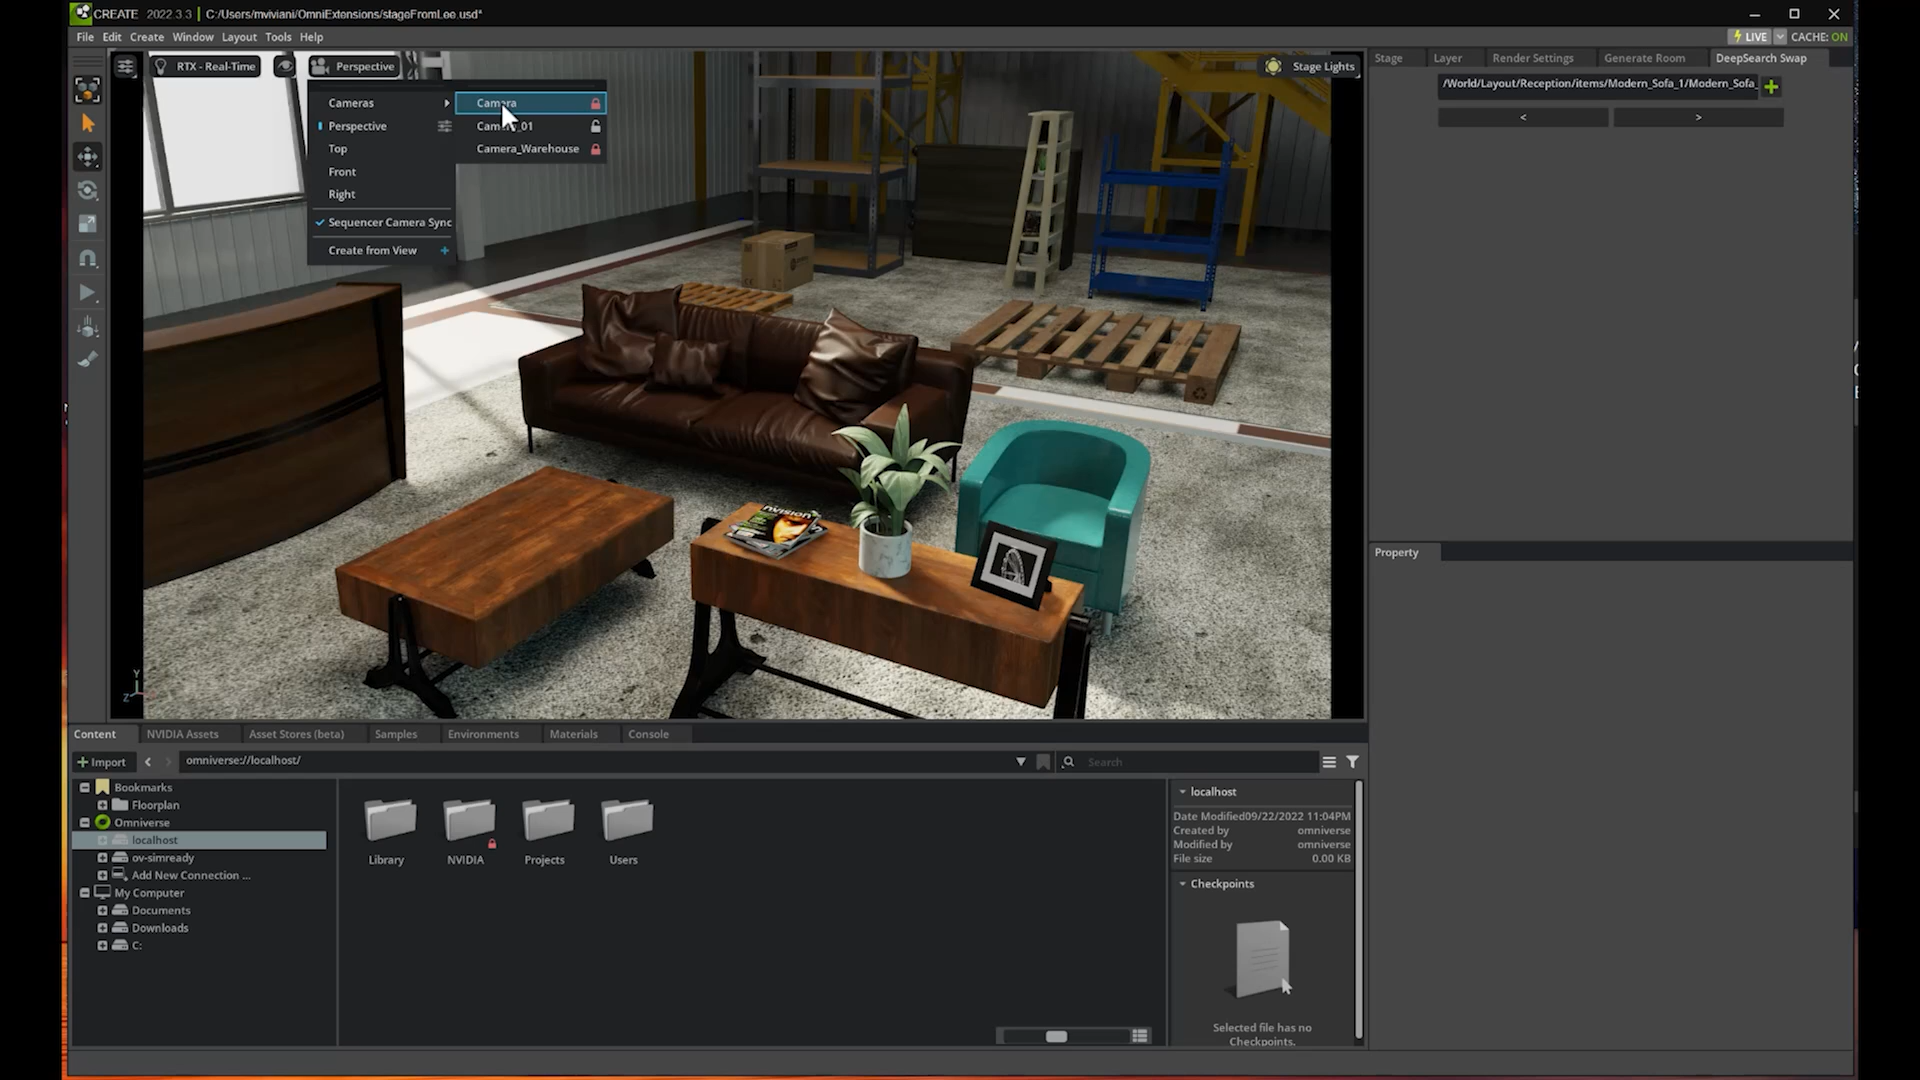 CREATE 2022.3.3 | C:/Users/mviviani/OmniExtensions/stageFromLee.usd*
File Edit Create Window Layout Tools Help
LIVE CACHE: ON
RTX - Real-Time
Perspective
Stage Lights
Stage Layer Render Settings Generate Room DeepSearch Swap
/World/Layout/Reception/items/Modern_Sofa_1/Modern_Sofa_
< >
Cameras
Perspective
Top
Front
Right
Sequencer Camera Sync
Create from View +
Camera
Camera_Warehouse
nvision
Property
Content NVIDIA Assets Asset Stores (beta) Samples Environments Materials Console
+ Import
omniverse://localhost/
Search
Bookmarks
Floorplan
Omniverse
localhost
ov-simready
Add New Connection ...
My Computer
Documents
Downloads
C:
Library
NVIDIA
Projects
Users
localhost
Date Modified09/22/2022 11:04PM
Created by omniverse
Modified by omniverse
File size 0.00 KB
Checkpoints
Selected file has no
Checkpoints.
Y
Z